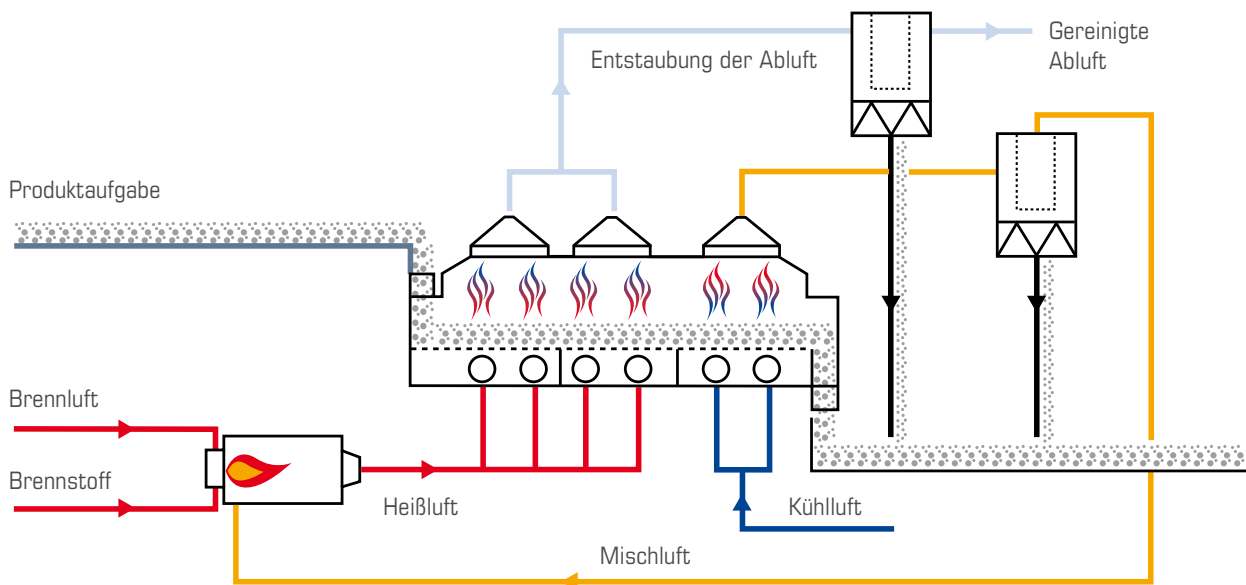 Entstaubung der Abluft
Gereinigte
Abluft
Produktaufgabe
Brennluft
Brennstoff
Heißluft
Kühlluft
Mischluft